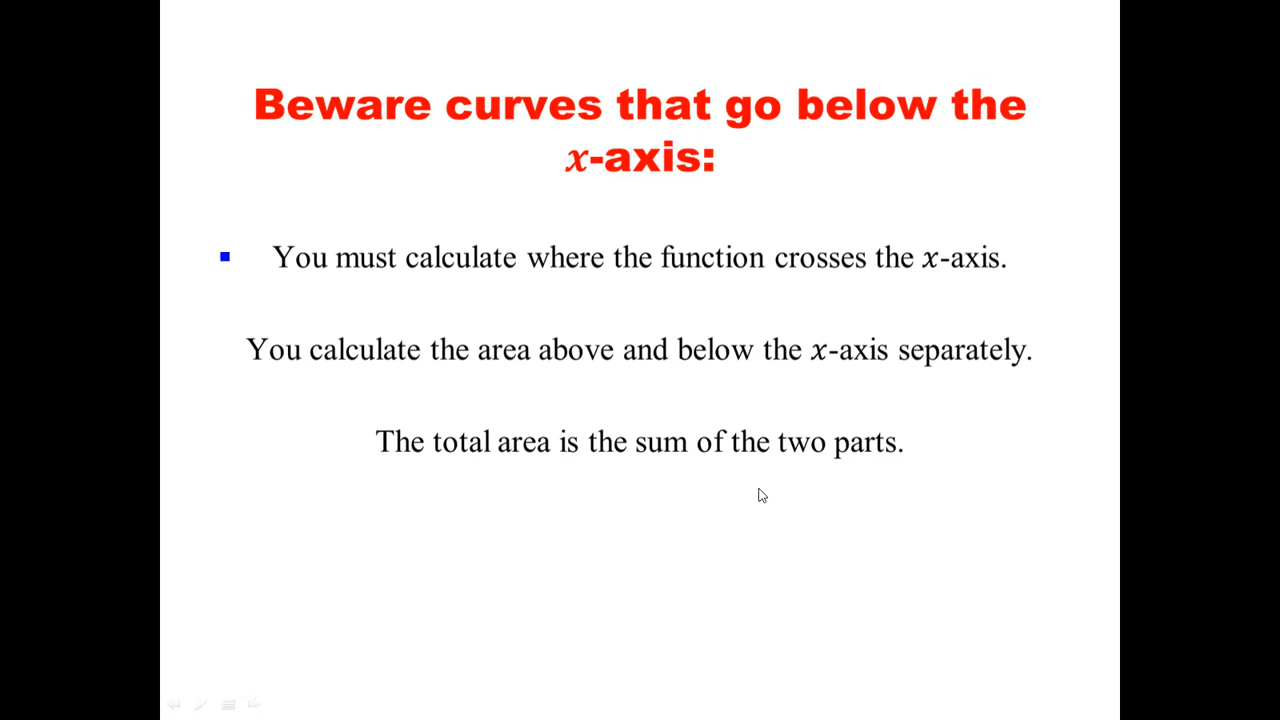 Beware curves that go below the
x-axis:
▪ You must calculate where the function crosses the x-axis.
You calculate the area above and below the x-axis separately.
The total area is the sum of the two parts.